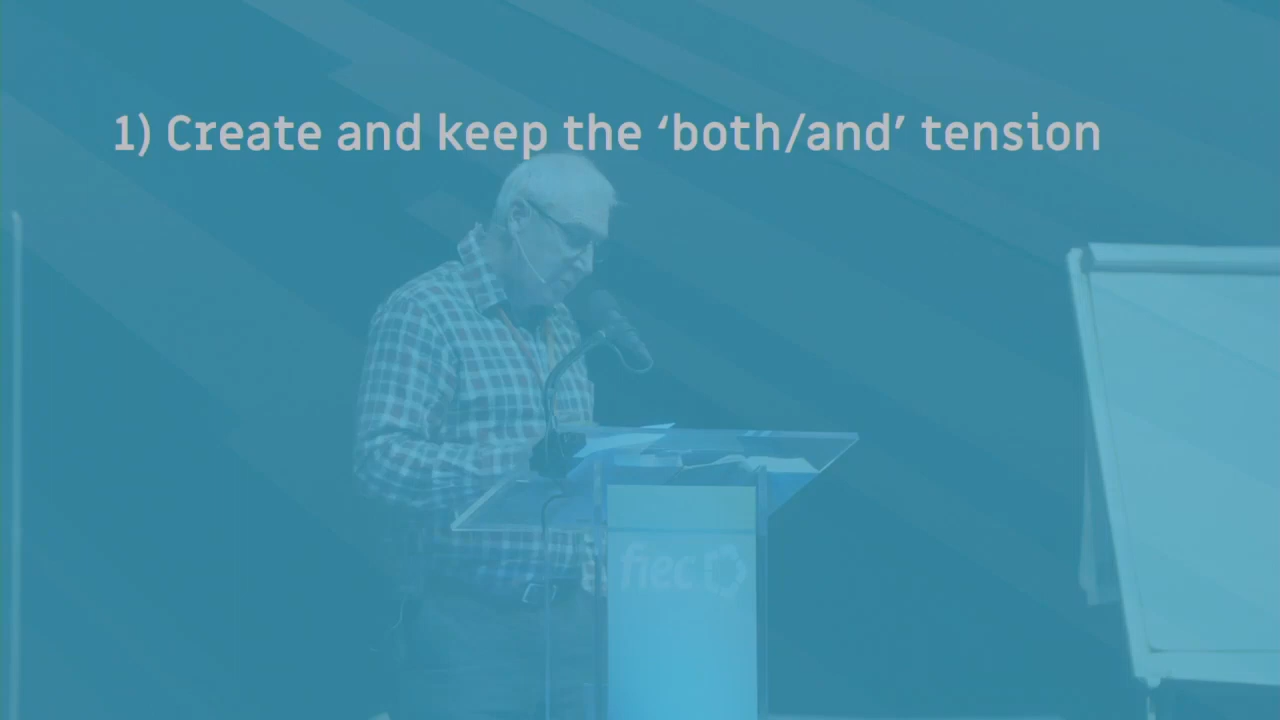 1) Create and keep the ‘both/and’ tension
fiec